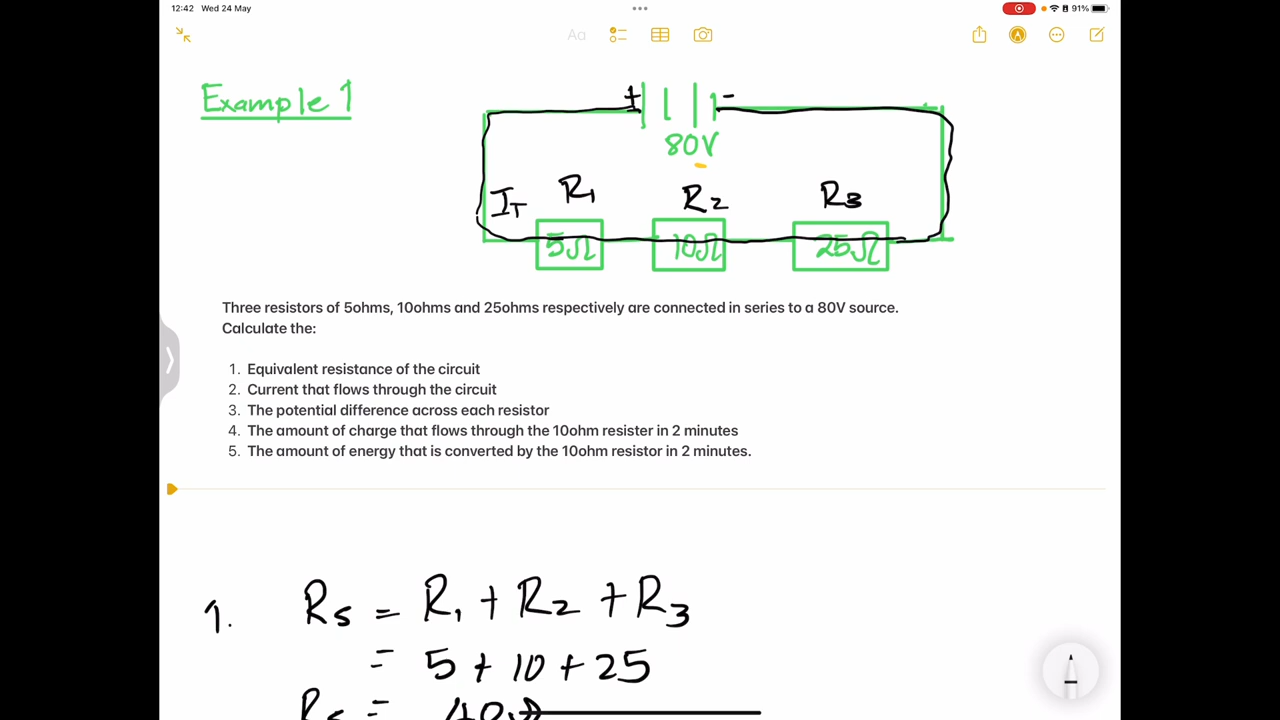 12:42 Wed 24 May
91%
Aa
Example 1
+ -
80V
I_T R₁ R₂ R₃
5Ω 10Ω 25Ω
Three resistors of 5ohms, 10ohms and 25ohms respectively are connected in series to a 80V source.
Calculate the:
1. Equivalent resistance of the circuit
2. Current that flows through the circuit
3. The potential difference across each resistor
4. The amount of charge that flows through the 10ohm resister in 2 minutes
5. The amount of energy that is converted by the 10ohm resistor in 2 minutes.
1. Rs = R₁ + R₂ + R₃
= 5 + 10 + 25
Rs = 40Ω